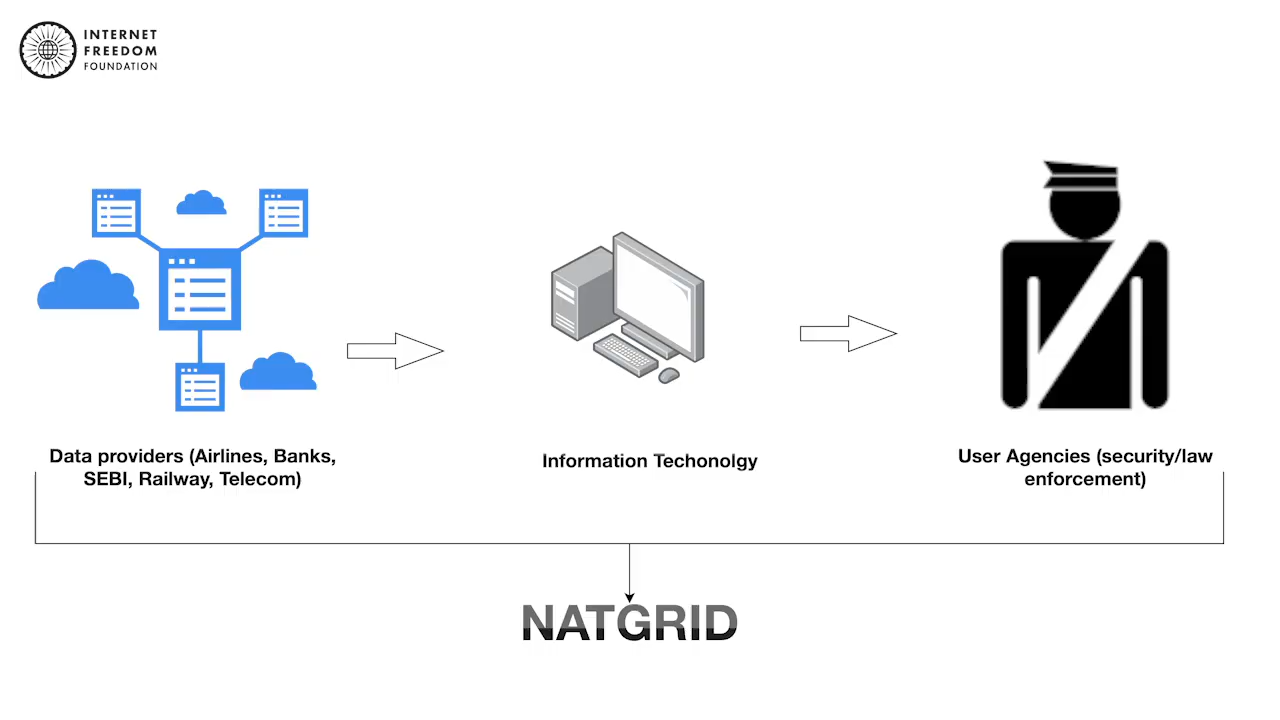 INTERNET
FREEDOM
FOUNDATION
Data providers (Airlines, Banks,
SEBI, Railway, Telecom)
Information Techonolgy
User Agencies (security/law
enforcement)
NATGRID